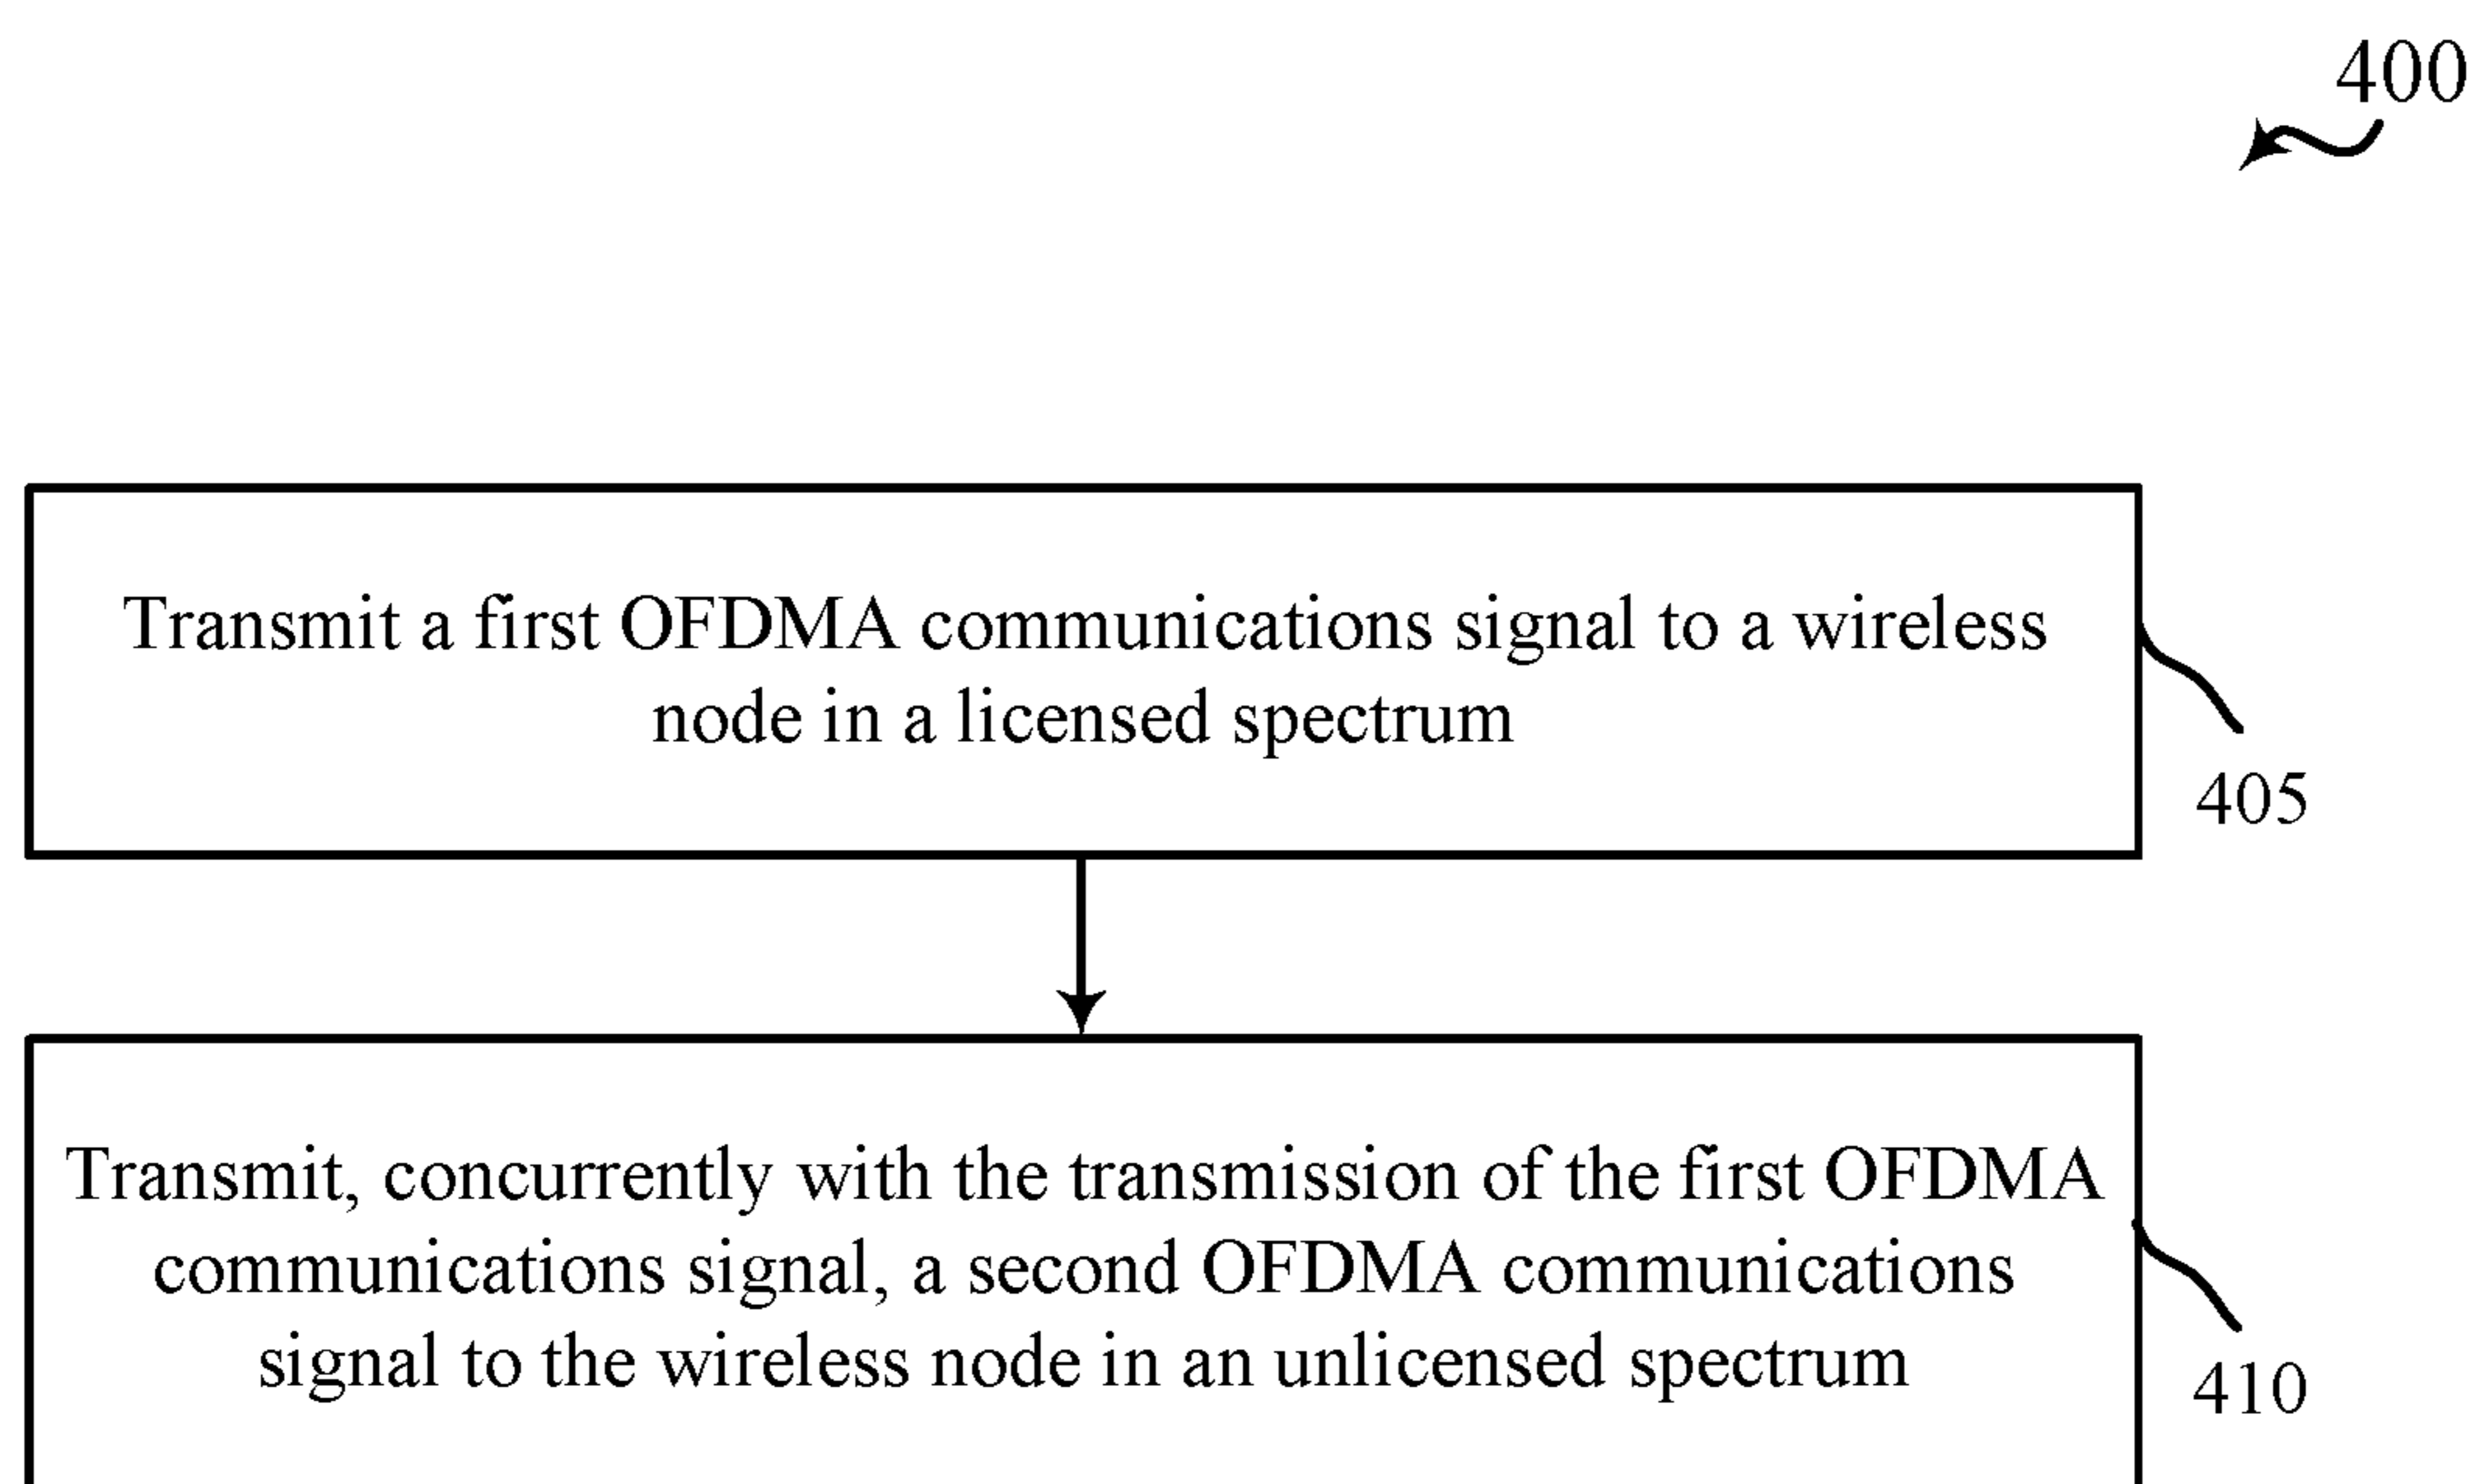 400
Transmit a first OFDMA communications signal to a wireless
node in a licensed spectrum
405
Transmit, concurrently with the transmission of the first OFDMA
communications signal, a second OFDMA communications
signal to the wireless node in an unlicensed spectrum
410